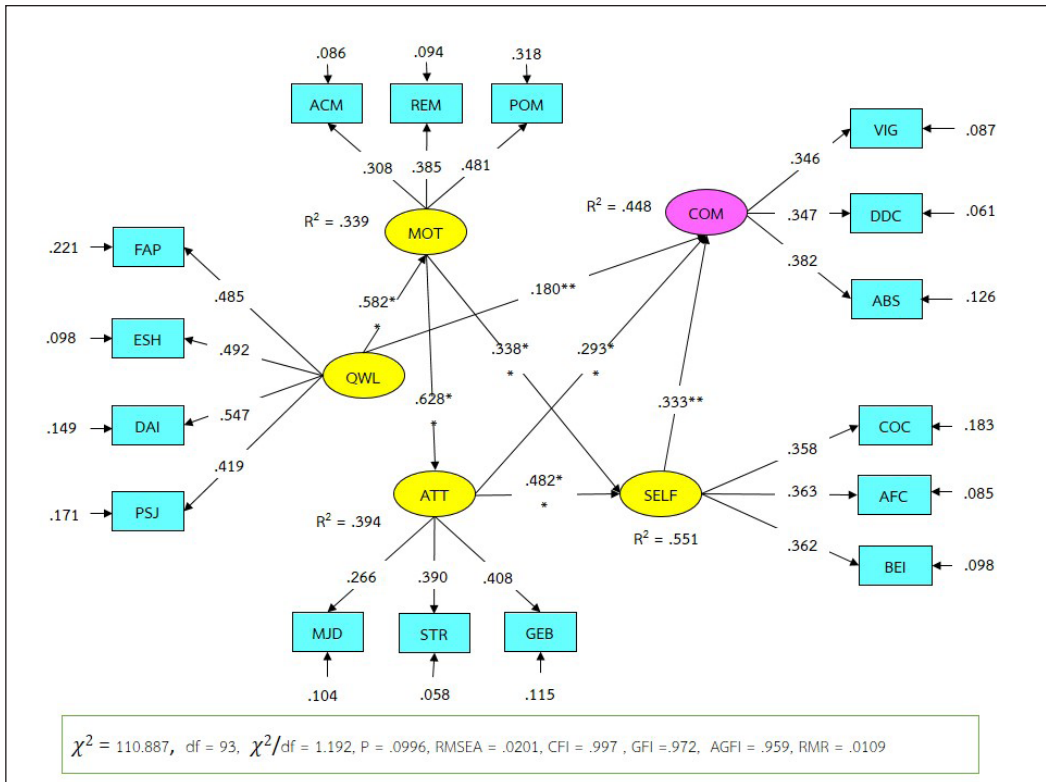 .086 .094 .318
ACM REM POM
VIG .087
.308 .385 .481
.346
R² = .339 MOT
R² = .448 COM
.347 DDC .061
.221 FAP
.485
.382
ABS .126
.582*
*
.180**
.098 ESH .492
QWL
.338*
*
.293*
*
.149 DAI .547
.628*
*
.333**
.419
COC .183
.358
.171 PSJ
ATT
.482*
*
SELF
.363 AFC .085
R² = .394
R² = .551
.362
BEI .098
.266 .390 .408
MJD STR GEB
.104 .058 .115
χ² = 110.887, df = 93, χ²/df = 1.192, P = .0996, RMSEA = .0201, CFI = .997 , GFI =.972, AGFI = .959, RMR = .0109